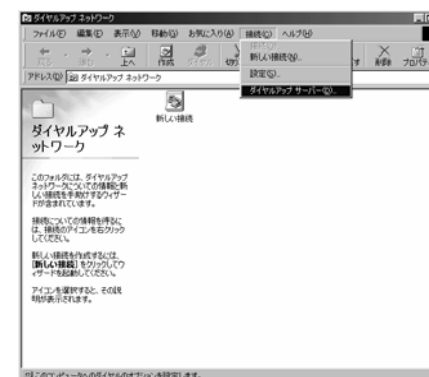 ダイヤルアップ ネットワーク
ファイル(F) 編集(E) 表示(V) 移動(G) お気に入り(A) 接続(C) ヘルプ(H)
戻る 進む 上へ 作成 ダイヤル 削除 プロパテ
接続(O)
新しい接続(N)...
設定(S)...
ダイヤルアップ サーバー(D)...
アドレス(D) ダイヤルアップ ネットワーク
ダイヤルアップ ネ
ットワーク
新しい接続
このフォルダには、ダイヤルアップ
ネットワークについての情報と新
しい接続を手助けするウィザー
ドが含まれています。
接続についての情報を得るに
は、接続のアイコンを右クリック
してください。
新しい接続を作成するには、
[新しい接続] をクリックしてウ
ィザードを起動してください。
アイコンを選択すると、その説
明が表示されます。
このコンピュータへのダイヤルのオプションを設定します。